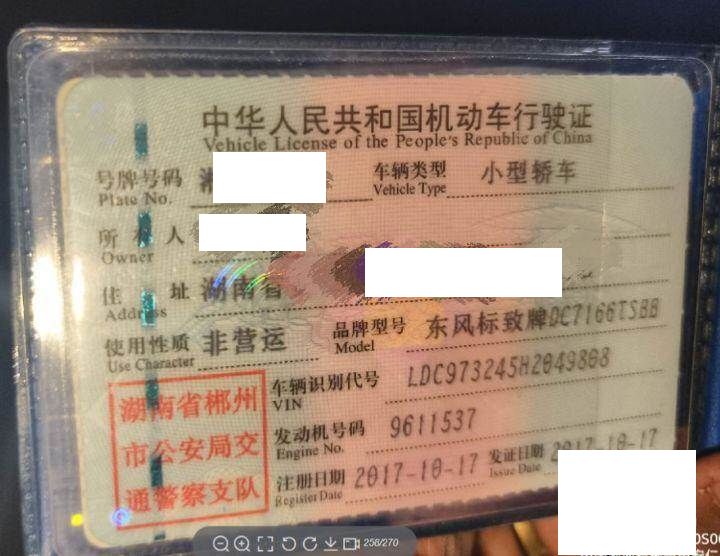 中华人民共和国机动车行驶证
Vehicle License of the People's Republic of China
号牌号码 湘
Plate No.
车辆类型 小型轿车
Vehicle Type
所有人
Owner
住址 湖南省
Address
使用性质 非营运
Use Character
品牌型号 东风标致牌DC7166TSBB
Model
湖南省郴州
市公安局交
通警察支队
车辆识别代号 LDC973245H2049808
VIN
发动机号码 9611537
Engine No.
注册日期 2017-10-17
Register Date
发证日期 2017-10-17
Issue Date
256/270